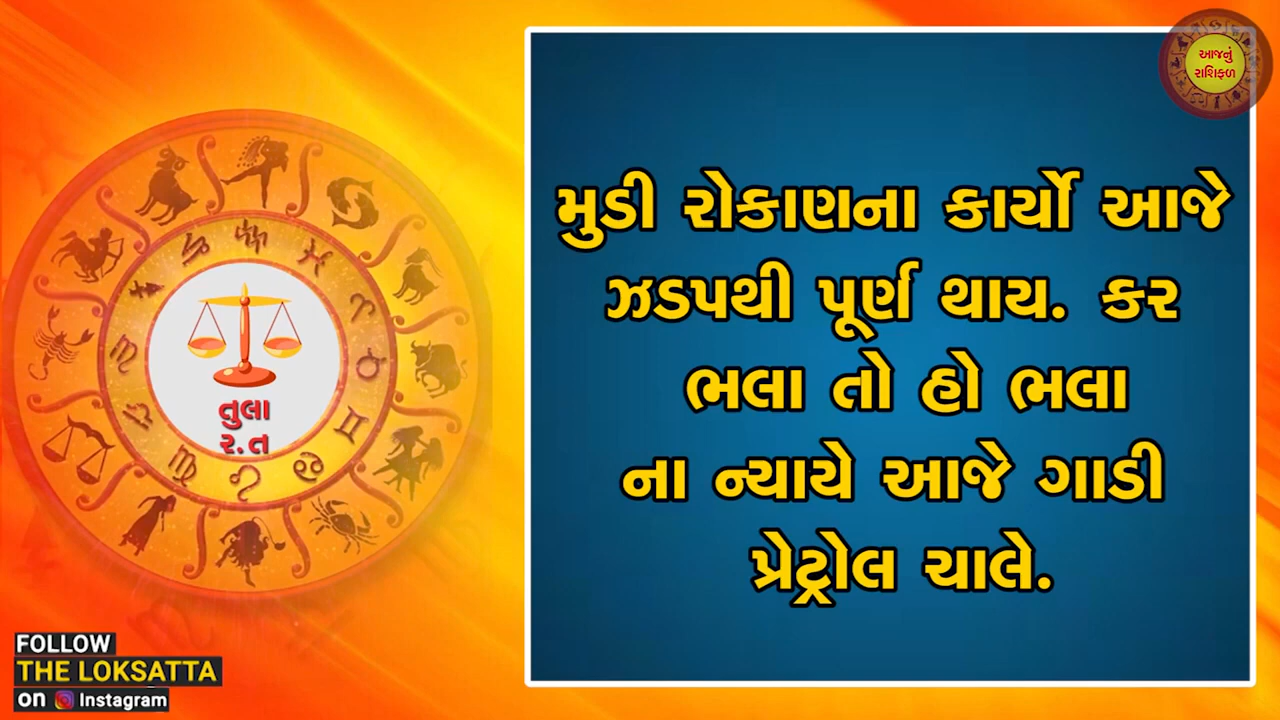 આજનું
રાશિફળ
મુડી રોકાણના કાર્યો આજે
ઝડપથી પૂર્ણ થાય. કર
ભલા તો હો ભલા
ના ન્યાયે આજે ગાડી
પ્રેટ્રોલ ચાલે.
તુલા
ર.ત
FOLLOW
THE LOKSATTA
on Instagram